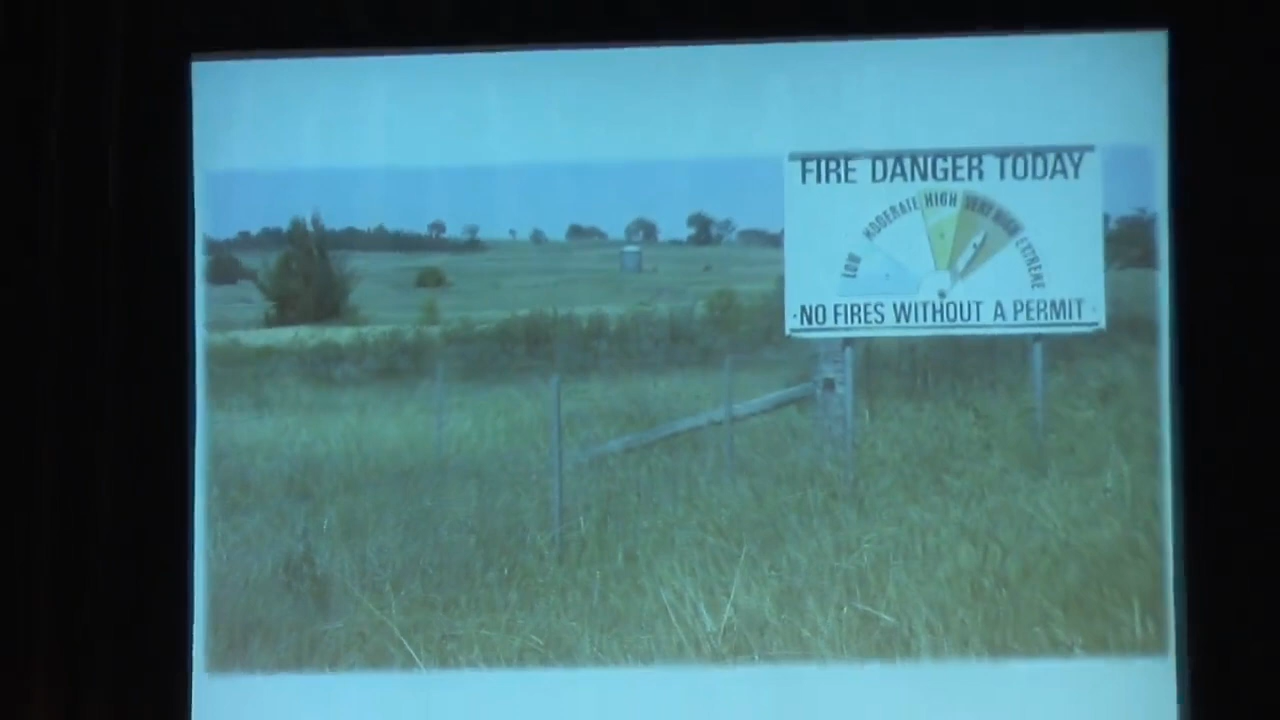 FIRE DANGER TODAY
LOW MODERATE HIGH VERY HIGH EXTREME
NO FIRES WITHOUT A PERMIT